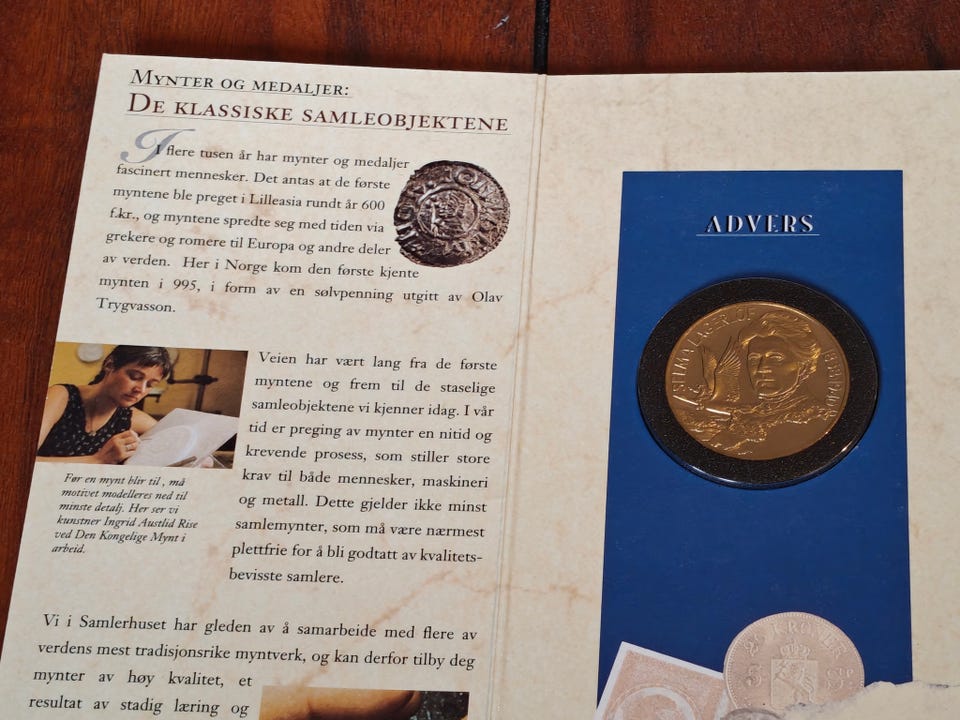 MYNTER OG MEDALJER:
DE KLASSISKE SAMLEOBJEKTENE
I flere tusen år har mynter og medaljer
fascinert mennesker. Det antas at de første
myntene ble preget i Lilleasia rundt år 600
f.kr., og myntene spredte seg med tiden via
grekere og romere til Europa og andre deler
av verden. Her i Norge kom den første kjente
mynten i 995, i form av en sølvpenning utgitt av Olav
Trygvasson.
Veien har vært lang fra de første
myntene og frem til de staselige
samleobjektene vi kjenner idag. I vår
tid er preging av mynter en nitid og
krevende prosess, som stiller store
krav til både mennesker, maskineri
og metall. Dette gjelder ikke minst
samlemynter, som må være nærmest
plettfrie for å bli godtatt av kvalitets-
bevisste samlere.
Før en mynt blir til, må
motivet modelleres ned til
minste detalj. Her ser vi
kunstner Ingrid Austlid Rise
ved Den Kongelige Mynt i
arbeid.
Vi i Samlerhuset har gleden av å samarbeide med flere av
verdens mest tradisjonsrike myntverk, og kan derfor tilby deg
mynter av høy kvalitet, et
resultat av stadig læring og
ADVERS
SELMA LAGERLÖF
25 KRONER